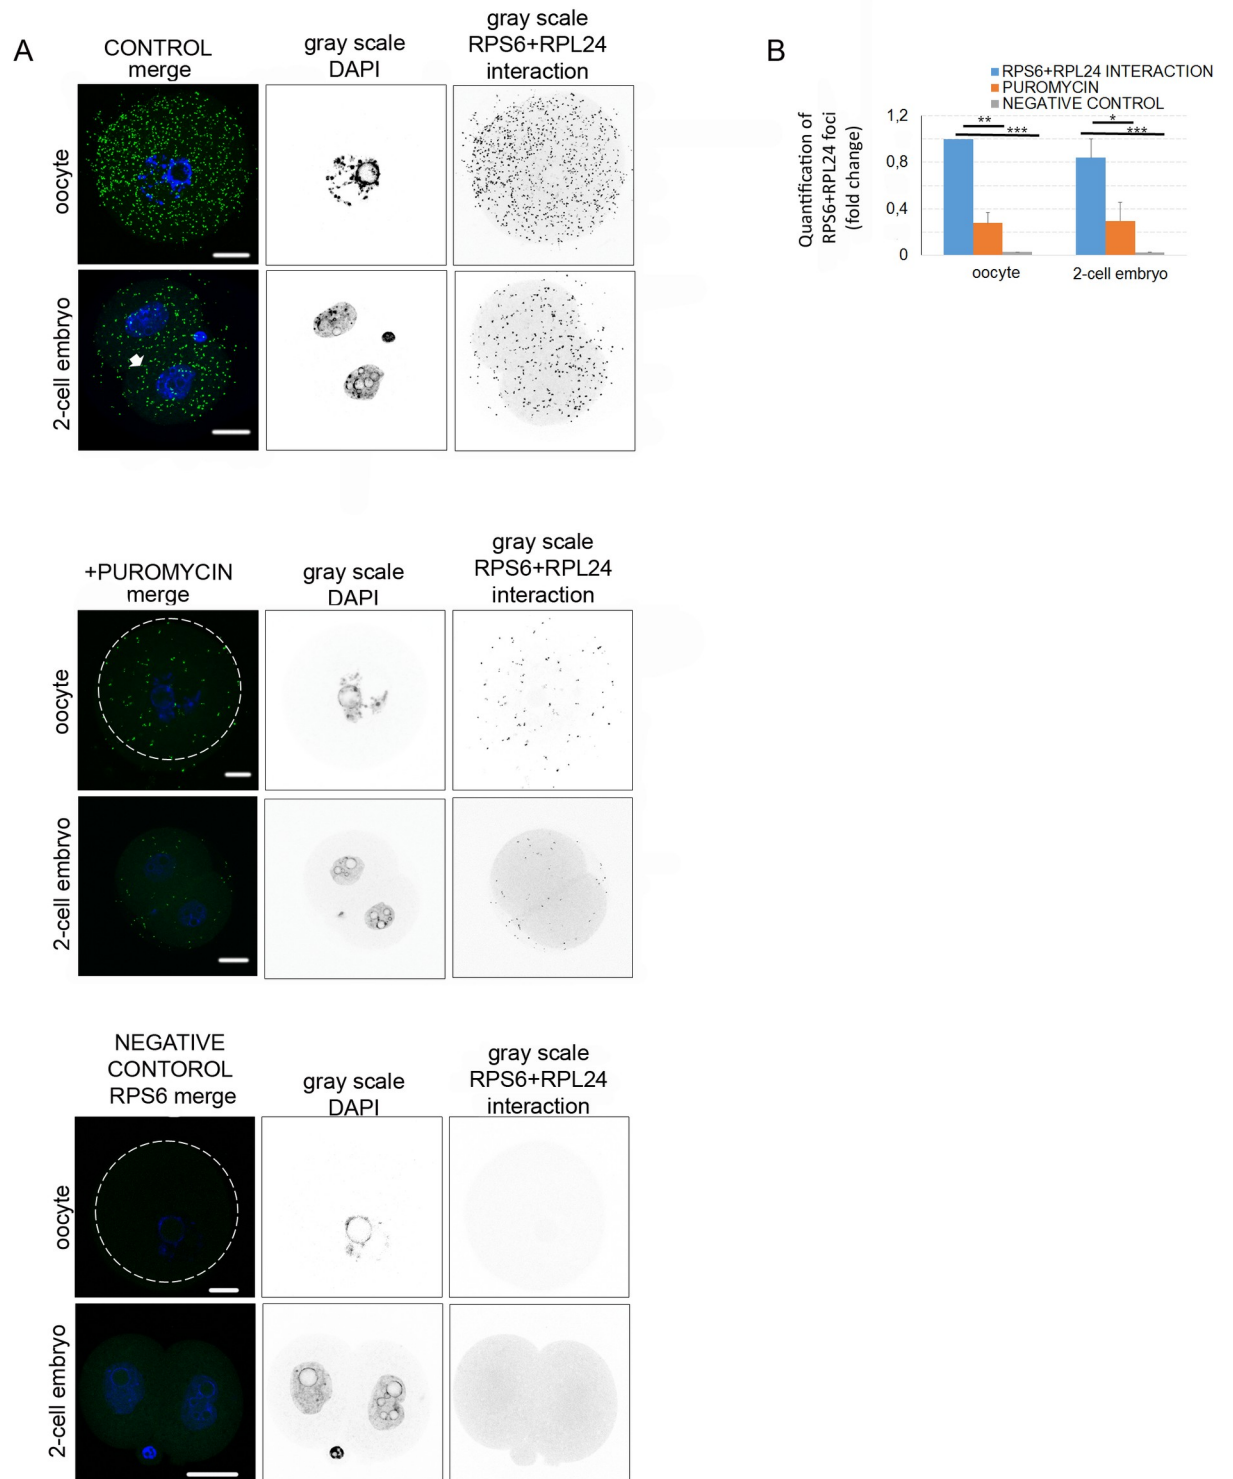 A
CONTROL
merge
gray scale
DAPI
gray scale
RPS6+RPL24
interaction
oocyte
2-cell embryo
+PUROMYCIN
merge
gray scale
DAPI
gray scale
RPS6+RPL24
interaction
oocyte
2-cell embryo
NEGATIVE
CONTOROL
RPS6 merge
gray scale
DAPI
gray scale
RPS6+RPL24
interaction
oocyte
2-cell embryo
B
RPS6+RPL24 INTERACTION
PUROMYCIN
NEGATIVE CONTROL
Quantification of
RPS6+RPL24 foci
(fold change)
1,2
0,8
0,4
0
**
***
*
***
oocyte
2-cell embryo